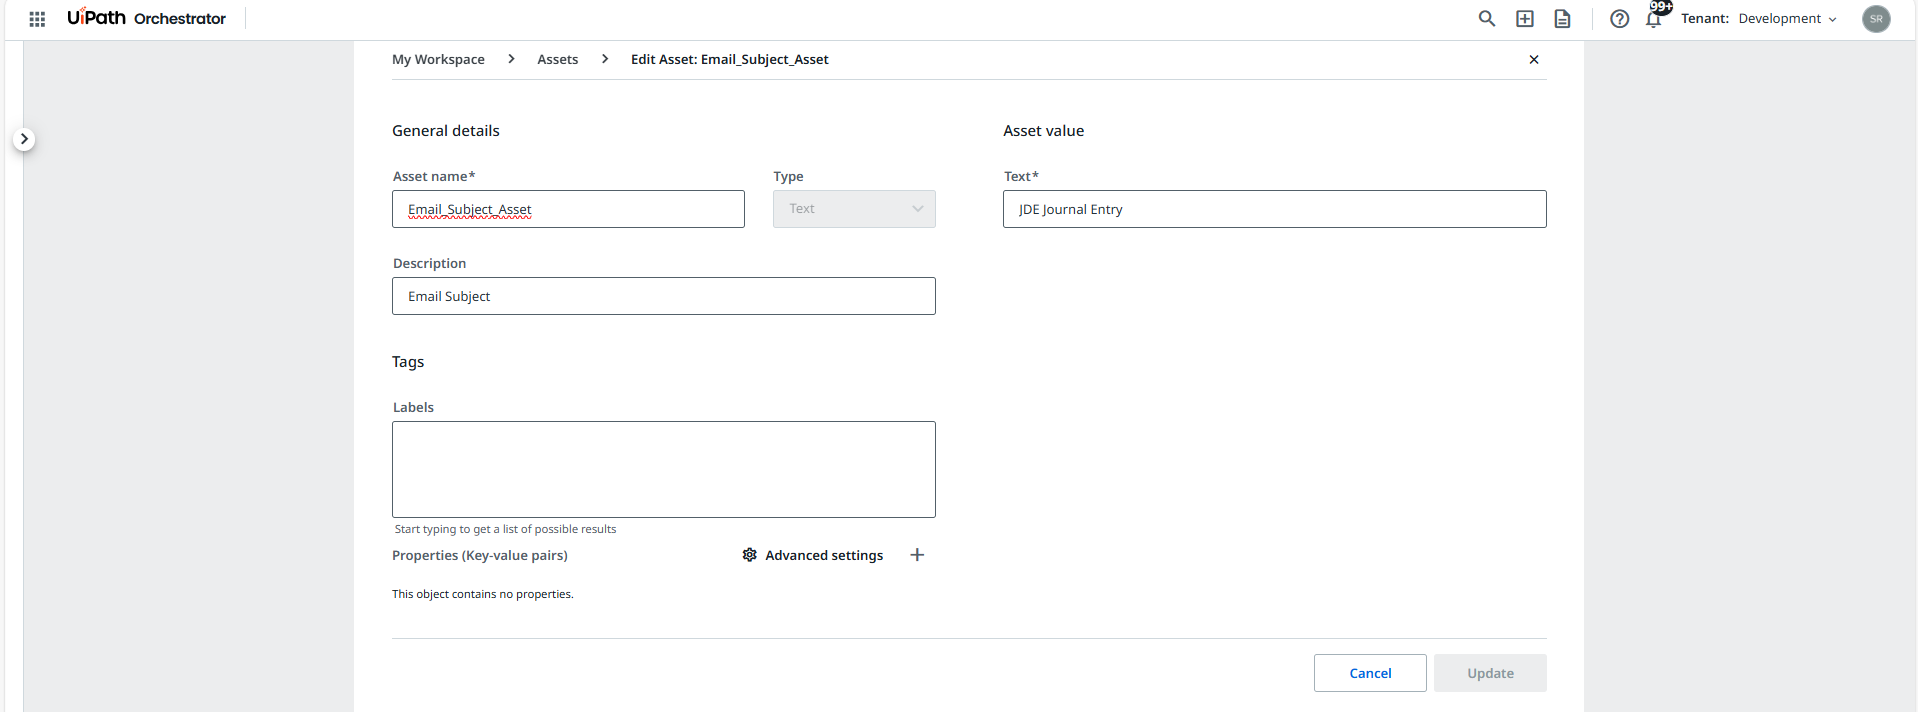 UiPath Orchestrator
99+
Tenant: Development
SR
My Workspace > Assets > Edit Asset: Email_Subject_Asset
General details
Asset value
Asset name*
Type
Text*
Email_Subject_Asset
Text
JDE Journal Entry
Description
Email Subject
Tags
Labels
Start typing to get a list of possible results
Properties (Key-value pairs)
Advanced settings
This object contains no properties.
Cancel
Update